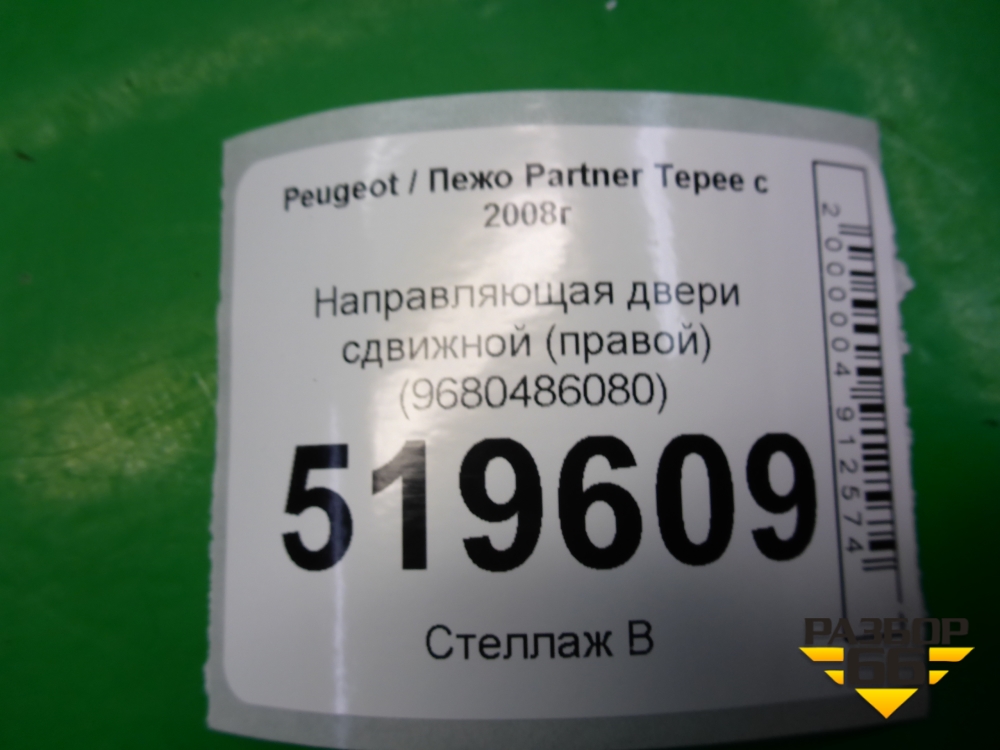 Peugeot / Пежо Partner Tepee с
2008г
Направляющая двери
сдвижной (правой)
(9680486080)
519609
Стеллаж В
2000004912574
РАЗБОР
66